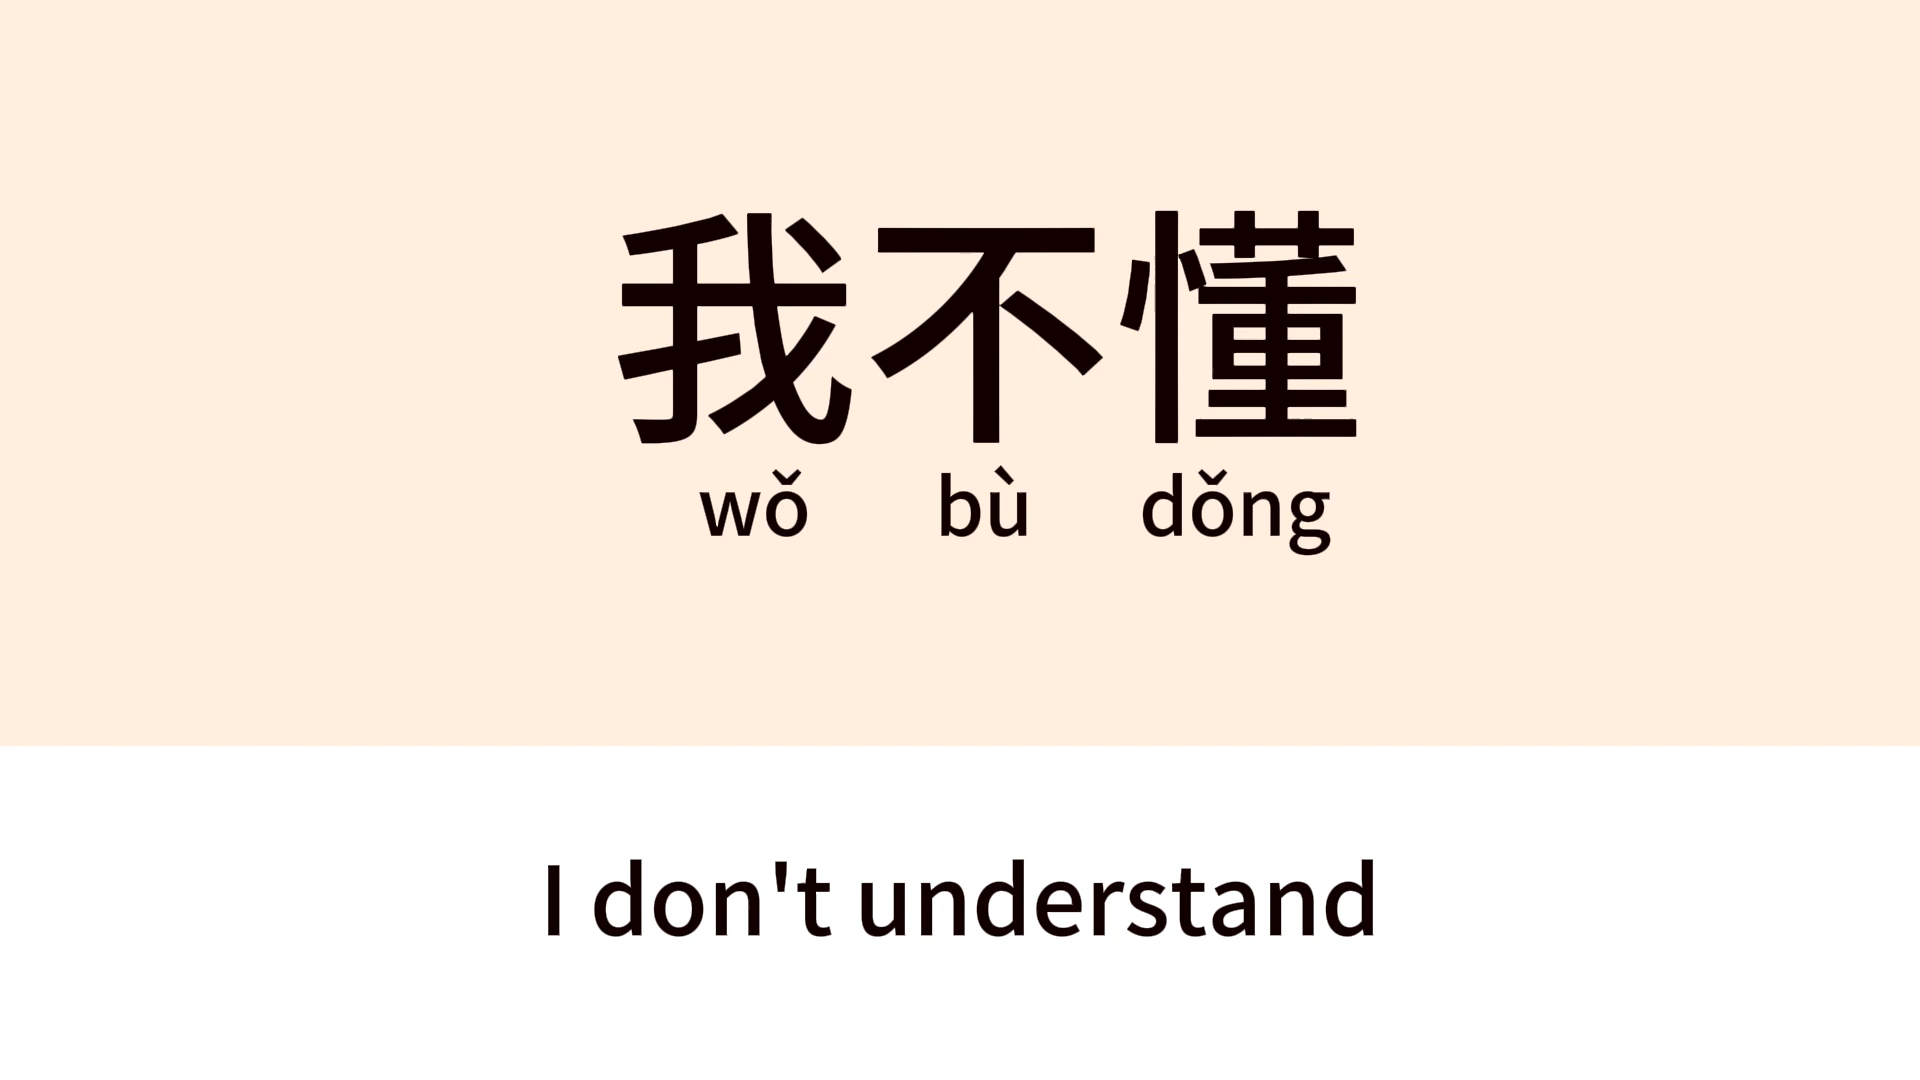 我不懂
wǒ bù dǒng
I don't understand